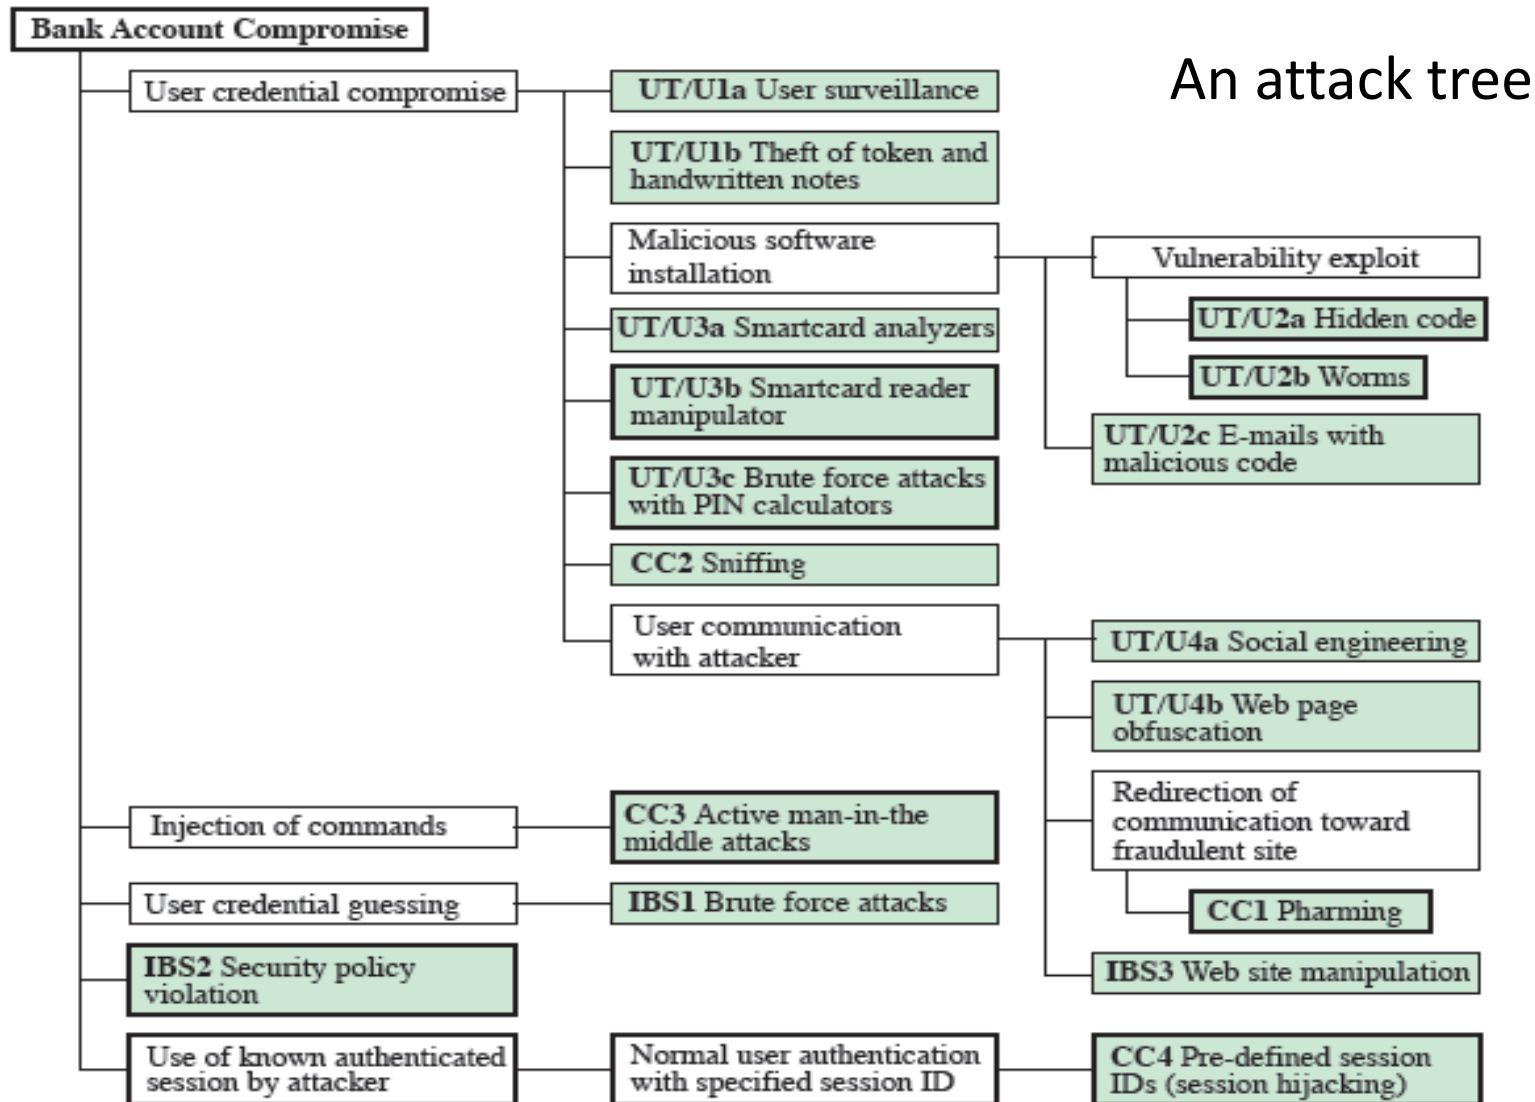 Bank Account Compromise
An attack tree
User credential compromise
UT/U1a User surveillance
UT/U1b Theft of token and
handwritten notes
Malicious software
installation
Vulnerability exploit
UT/U2a Hidden code
UT/U2b Worms
UT/U2c E-mails with
malicious code
UT/U3a Smartcard analyzers
UT/U3b Smartcard reader
manipulator
UT/U3c Brute force attacks
with PIN calculators
CC2 Sniffing
User communication
with attacker
UT/U4a Social engineering
UT/U4b Web page
obfuscation
Redirection of
communication toward
fraudulent site
CC1 Pharming
IBS3 Web site manipulation
Injection of commands
CC3 Active man-in-the
middle attacks
User credential guessing
IBS1 Brute force attacks
IBS2 Security policy
violation
Use of known authenticated
session by attacker
Normal user authentication
with specified session ID
CC4 Pre-defined session
IDs (session hijacking)